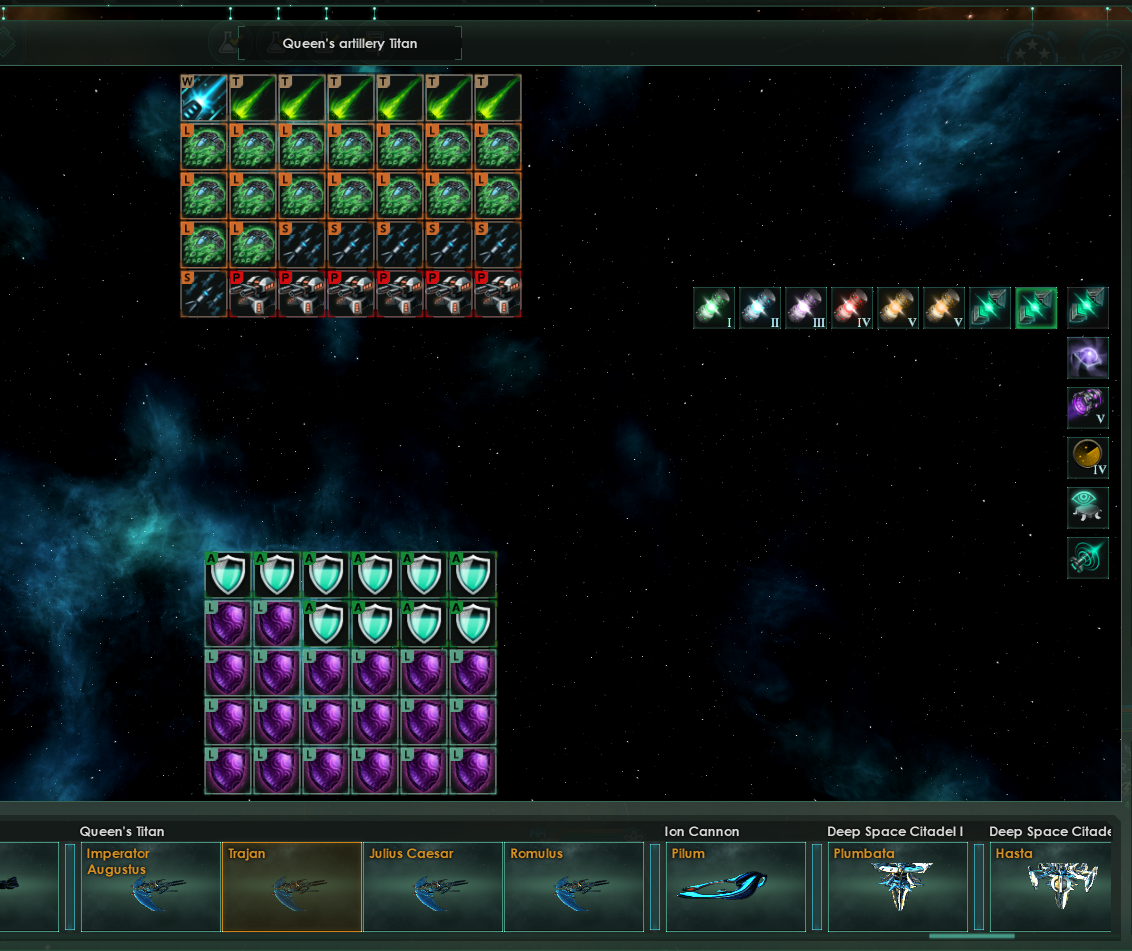 Queen's artillery Titan
W T T T T T T
L L L L L L L
L L L L L L L
L L S S S S S
S P P P P P P
I II III IV V V
V
IV
A A A A A A
L L A A A A
L L L L L L
L L L L L L
L L L L L L
Queen's Titan
Ion Cannon
Deep Space Citadel I
Deep Space Citade
Imperator
Augustus
Trajan
Julius Caesar
Romulus
Pilum
Plumbata
Hasta